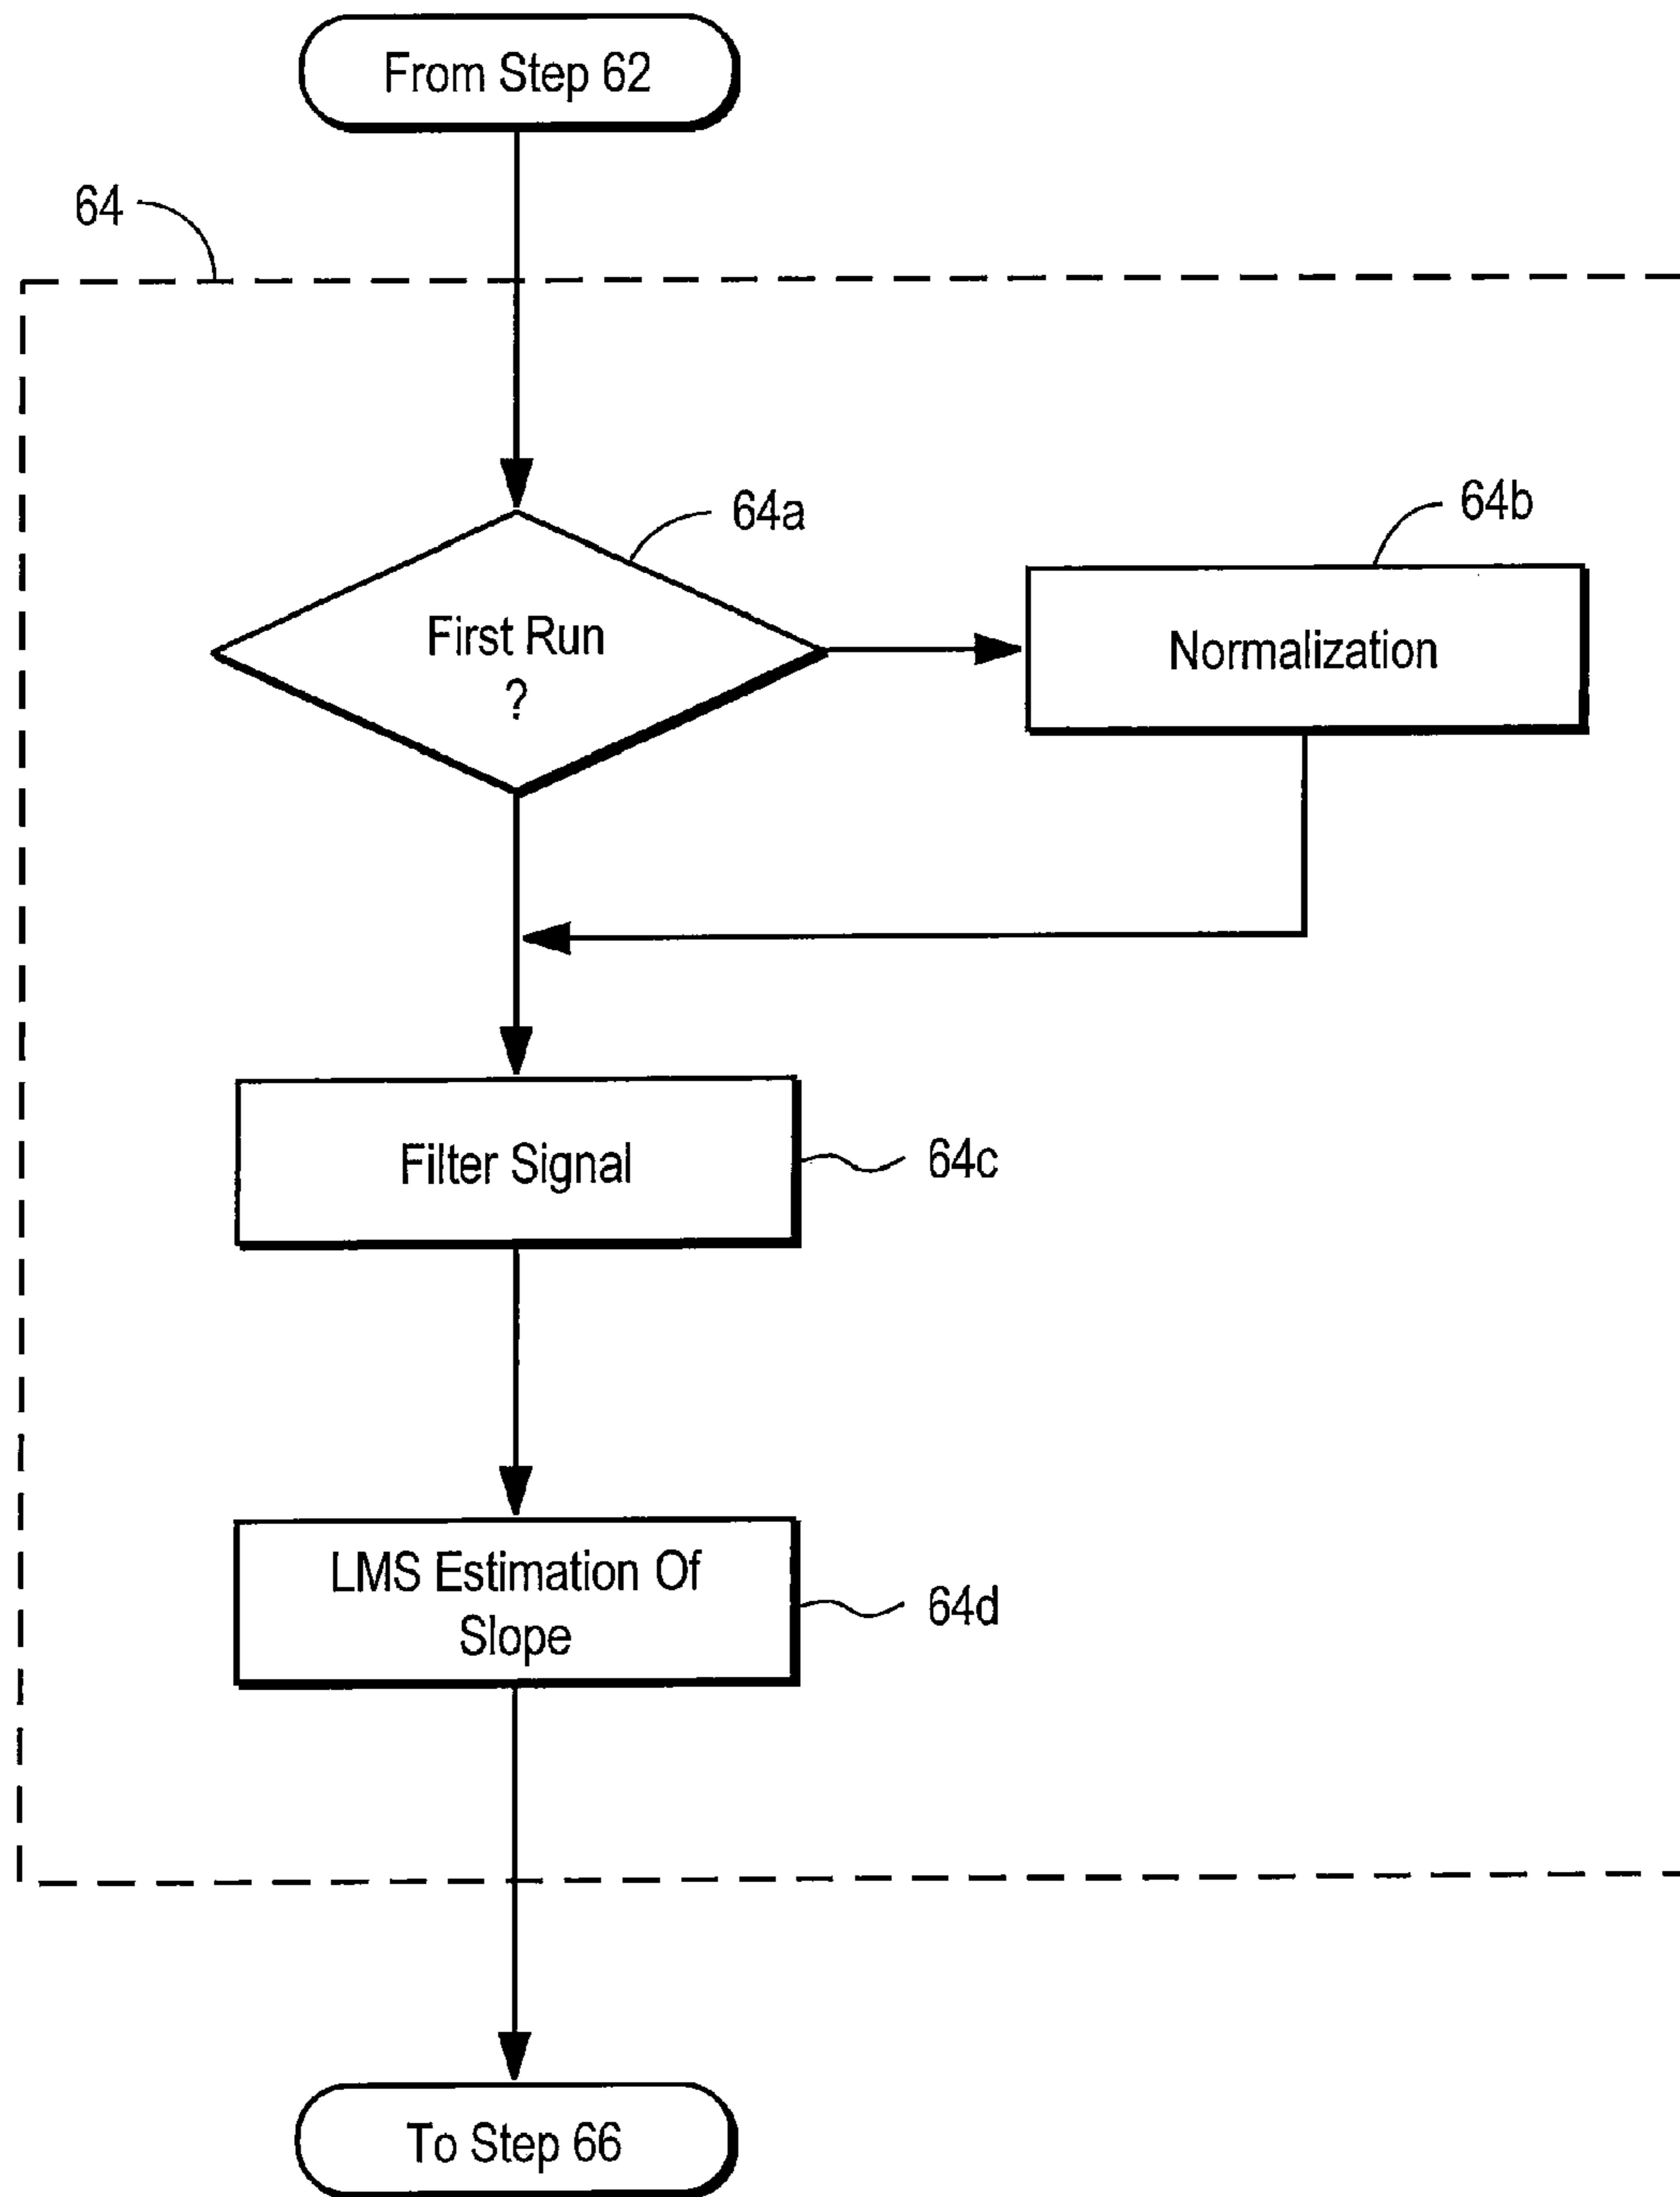 From Step 62
64
64a
64b
First Run
?
Normalization
Filter Signal
64c
LMS Estimation Of
Slope
64d
To Step 66